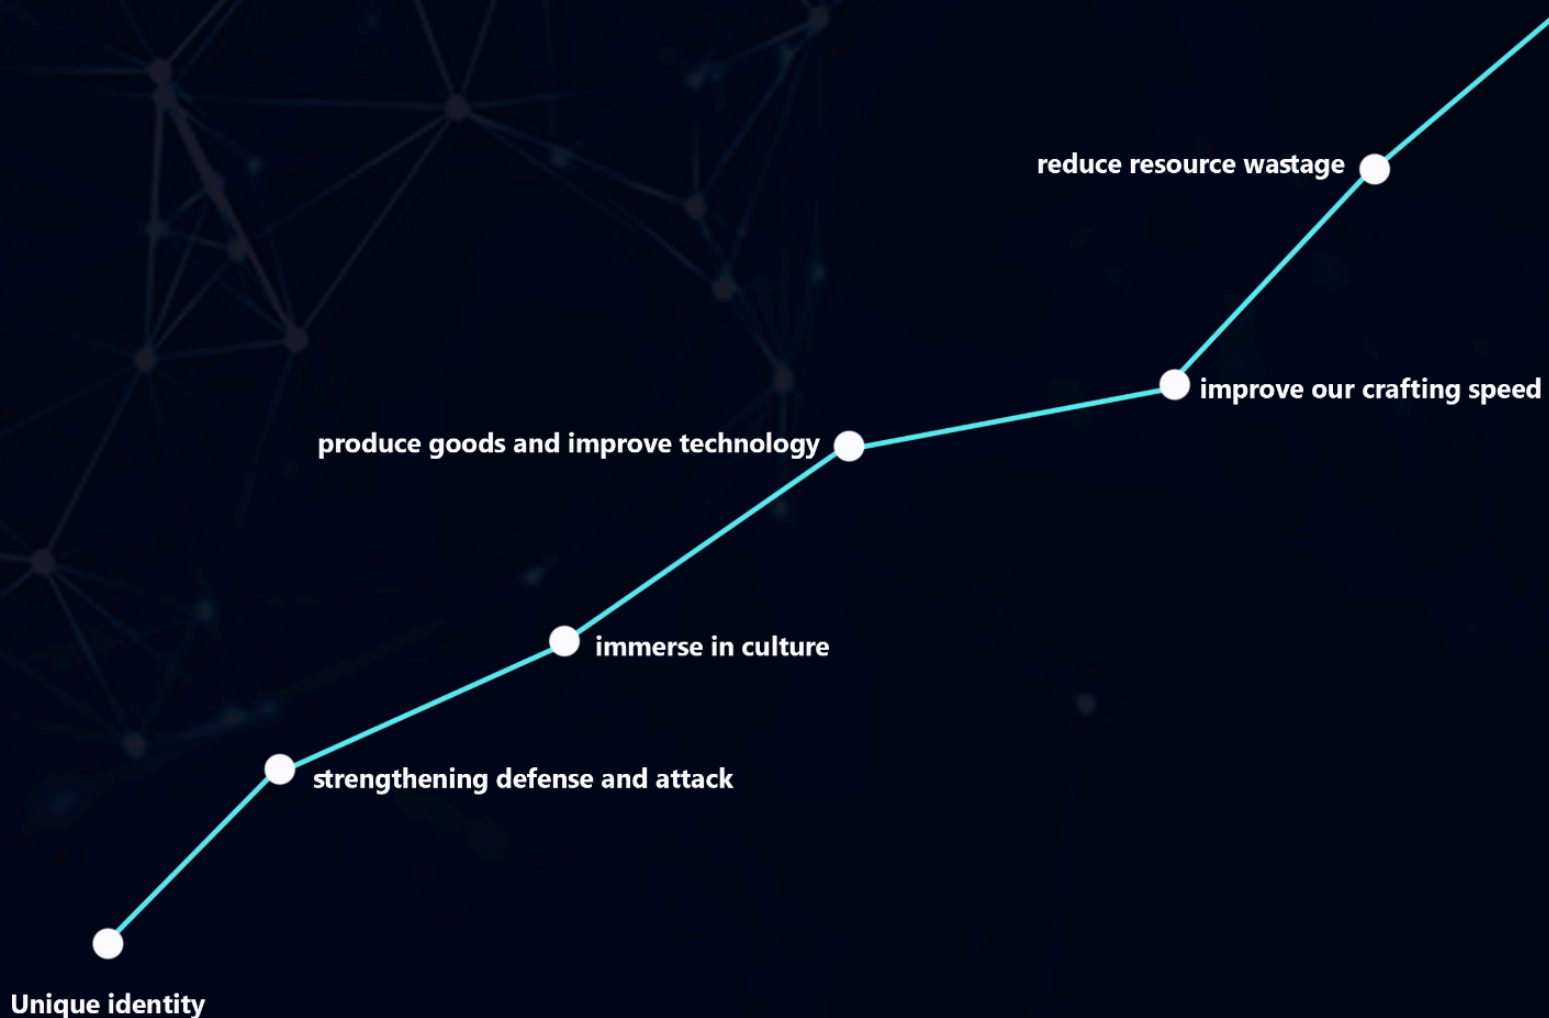 reduce resource wastage
improve our crafting speed
produce goods and improve technology
immerse in culture
strengthening defense and attack
Unique identity